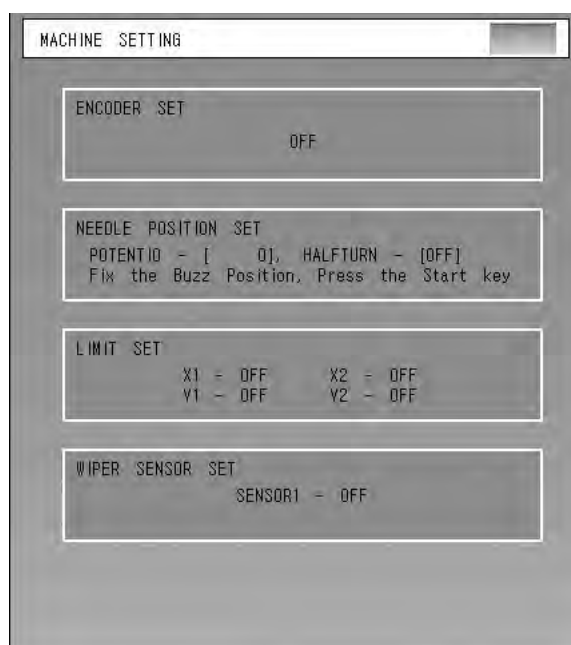 MACHINE SETTING
ENCODER SET
OFF
NEEDLE POSITION SET
POTENTIO - [ 0], HALFTURN - [OFF]
Fix the Buzz Position, Press the Start key
LIMIT SET
X1 - OFF X2 - OFF
Y1 - OFF Y2 - OFF
WIPER SENSOR SET
SENSOR1 - OFF